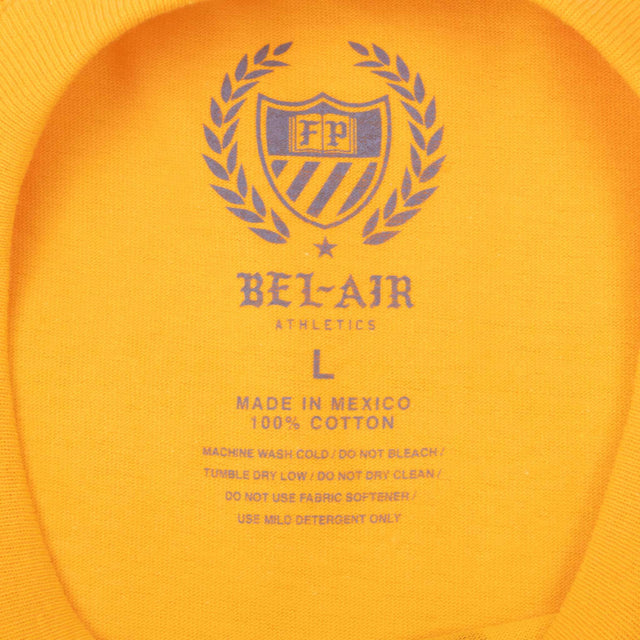 FP
BEL-AIR
ATHLETICS
L
MADE IN MEXICO
100% COTTON
MACHINE WASH COLD / DO NOT BLEACH /
TUMBLE DRY LOW / DO NOT DRY CLEAN /
DO NOT USE FABRIC SOFTENER /
USE MILD DETERGENT ONLY